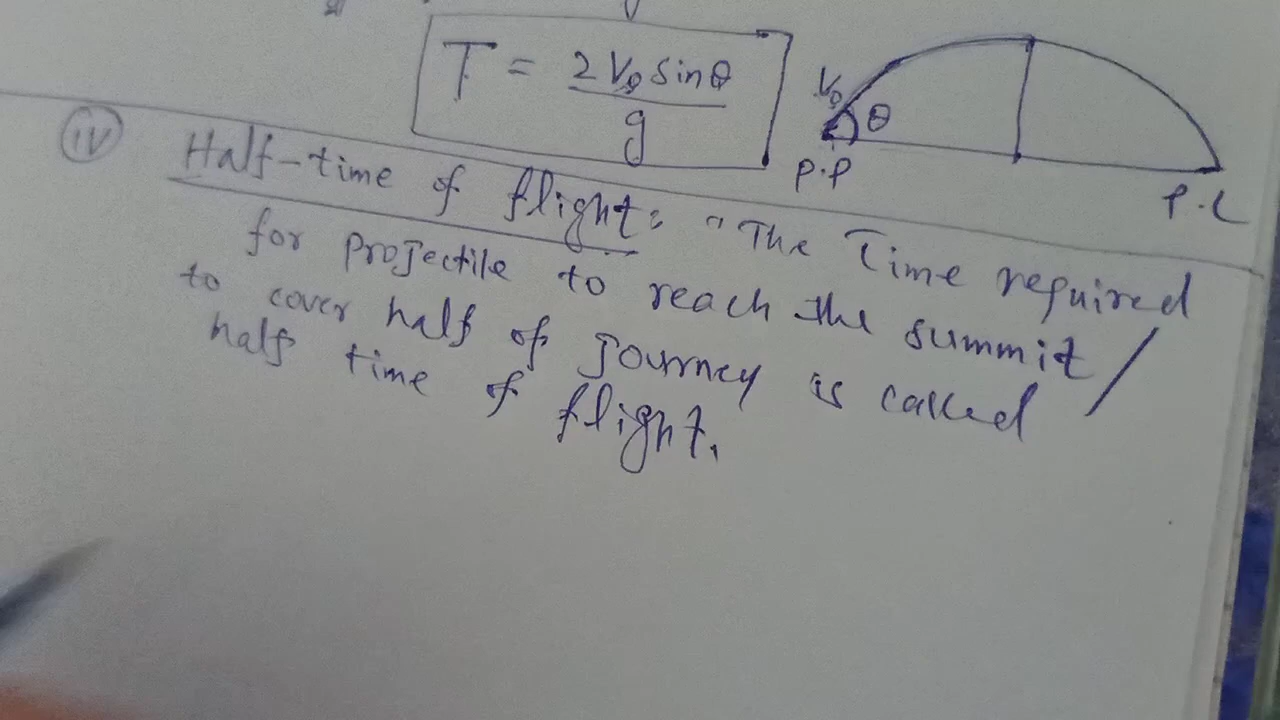 T = 2V₀ sinθ / g
V₀ θ
P.P
P.L
(iv) Half-time of flight: "The Time required
for projectile to reach the summit /
to cover half of journey is called
half time of flight.